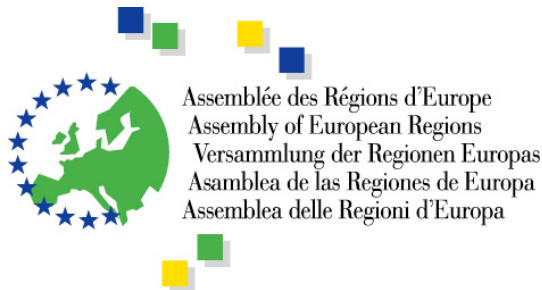 Assemblée des Régions d'Europe
Assembly of European Regions
Versammlung der Regionen Europas
Asamblea de las Regiones de Europa
Assemblea delle Regioni d'Europa